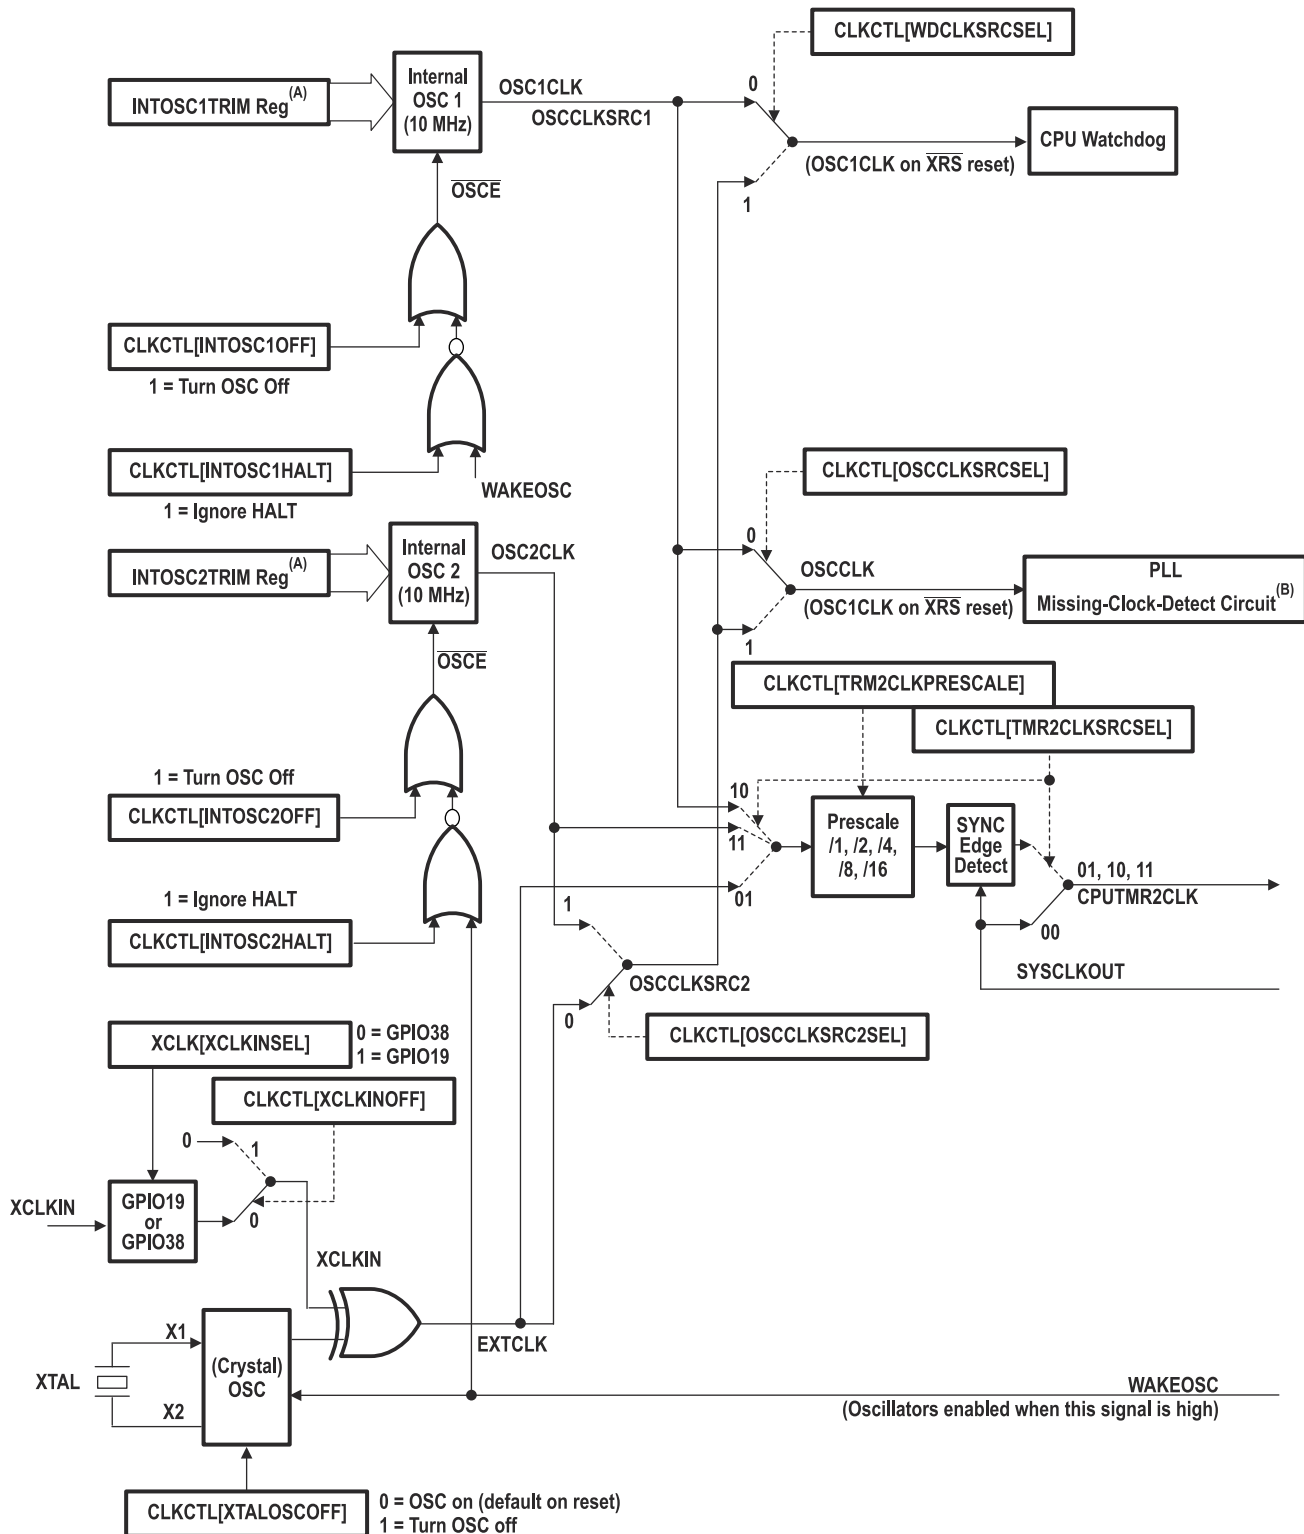 CLKCTL[WDCLKSRCSEL]
Internal
OSC 1
(10 MHz)
INTOSC1TRIM Reg(A)
OSC1CLK
OSCCLKSRC1
0
CPU Watchdog
(OSC1CLK on XRS reset)
1
OSCE
CLKCTL[INTOSC1OFF]
1 = Turn OSC Off
CLKCTL[INTOSC1HALT]
1 = Ignore HALT
WAKEOSC
CLKCTL[OSCCLKSRCSEL]
Internal
OSC 2
(10 MHz)
INTOSC2TRIM Reg(A)
OSC2CLK
0
OSCCLK
(OSC1CLK on XRS reset)
1
PLL
Missing-Clock-Detect Circuit(B)
OSCE
CLKCTL[TRM2CLKPRESCALE]
CLKCTL[TMR2CLKSRCSEL]
1 = Turn OSC Off
CLKCTL[INTOSC2OFF]
10
11
01
Prescale
/1, /2, /4,
/8, /16
SYNC
Edge
Detect
01, 10, 11
CPUTMR2CLK
00
SYSCLKOUT
1 = Ignore HALT
CLKCTL[INTOSC2HALT]
1
OSCCLKSRC2
0
CLKCTL[OSCCLKSRC2SEL]
XCLK[XCLKINSEL]
0 = GPIO38
1 = GPIO19
CLKCTL[XCLKINOFF]
0
1
XCLKIN
GPIO19
or
GPIO38
0
XCLKIN
EXTCLK
X1
XTAL
X2
(Crystal)
OSC
WAKEOSC
(Oscillators enabled when this signal is high)
CLKCTL[XTALOSCOFF]
0 = OSC on (default on reset)
1 = Turn OSC off